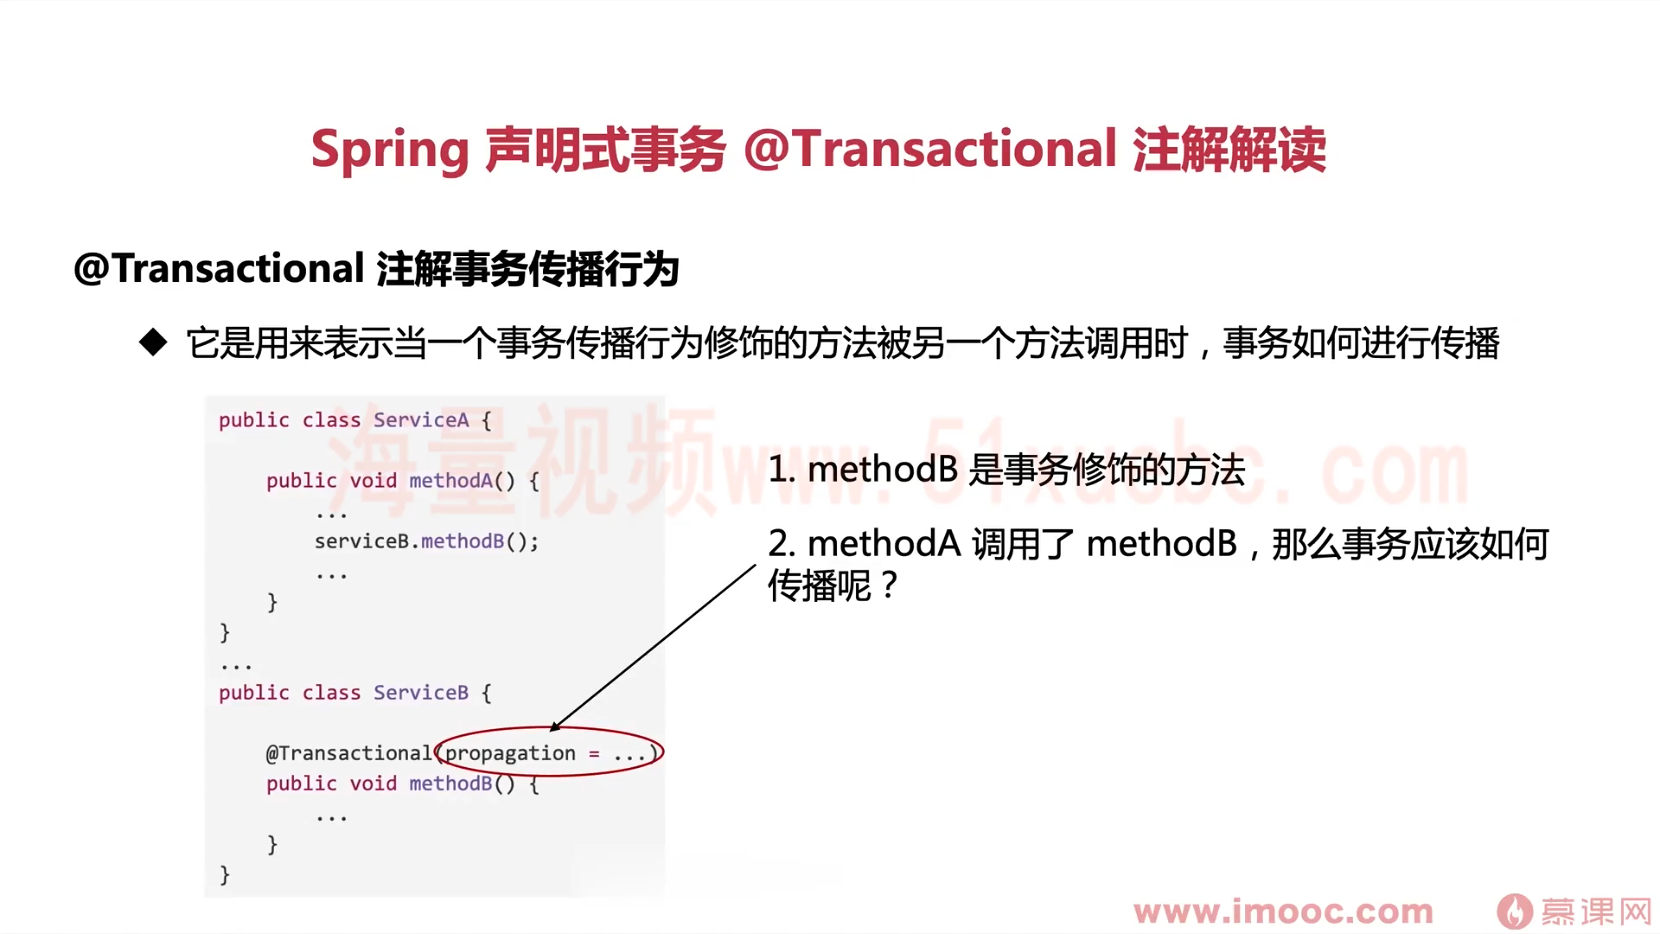 Spring 声明式事务 @Transactional 注解解读
@Transactional 注解事务传播行为
◆ 它是用来表示当一个事务传播行为修饰的方法被另一个方法调用时，事务如何进行传播
public class ServiceA {
public void methodA() {
...
serviceB.methodB();
...
}
}
...
public class ServiceB {
@Transactional(propagation = ...)
public void methodB() {
...
}
}
1. methodB 是事务修饰的方法
2. methodA 调用了 methodB，那么事务应该如何
传播呢？
海量视频www.51xuebc.com
www.imooc.com
慕课网